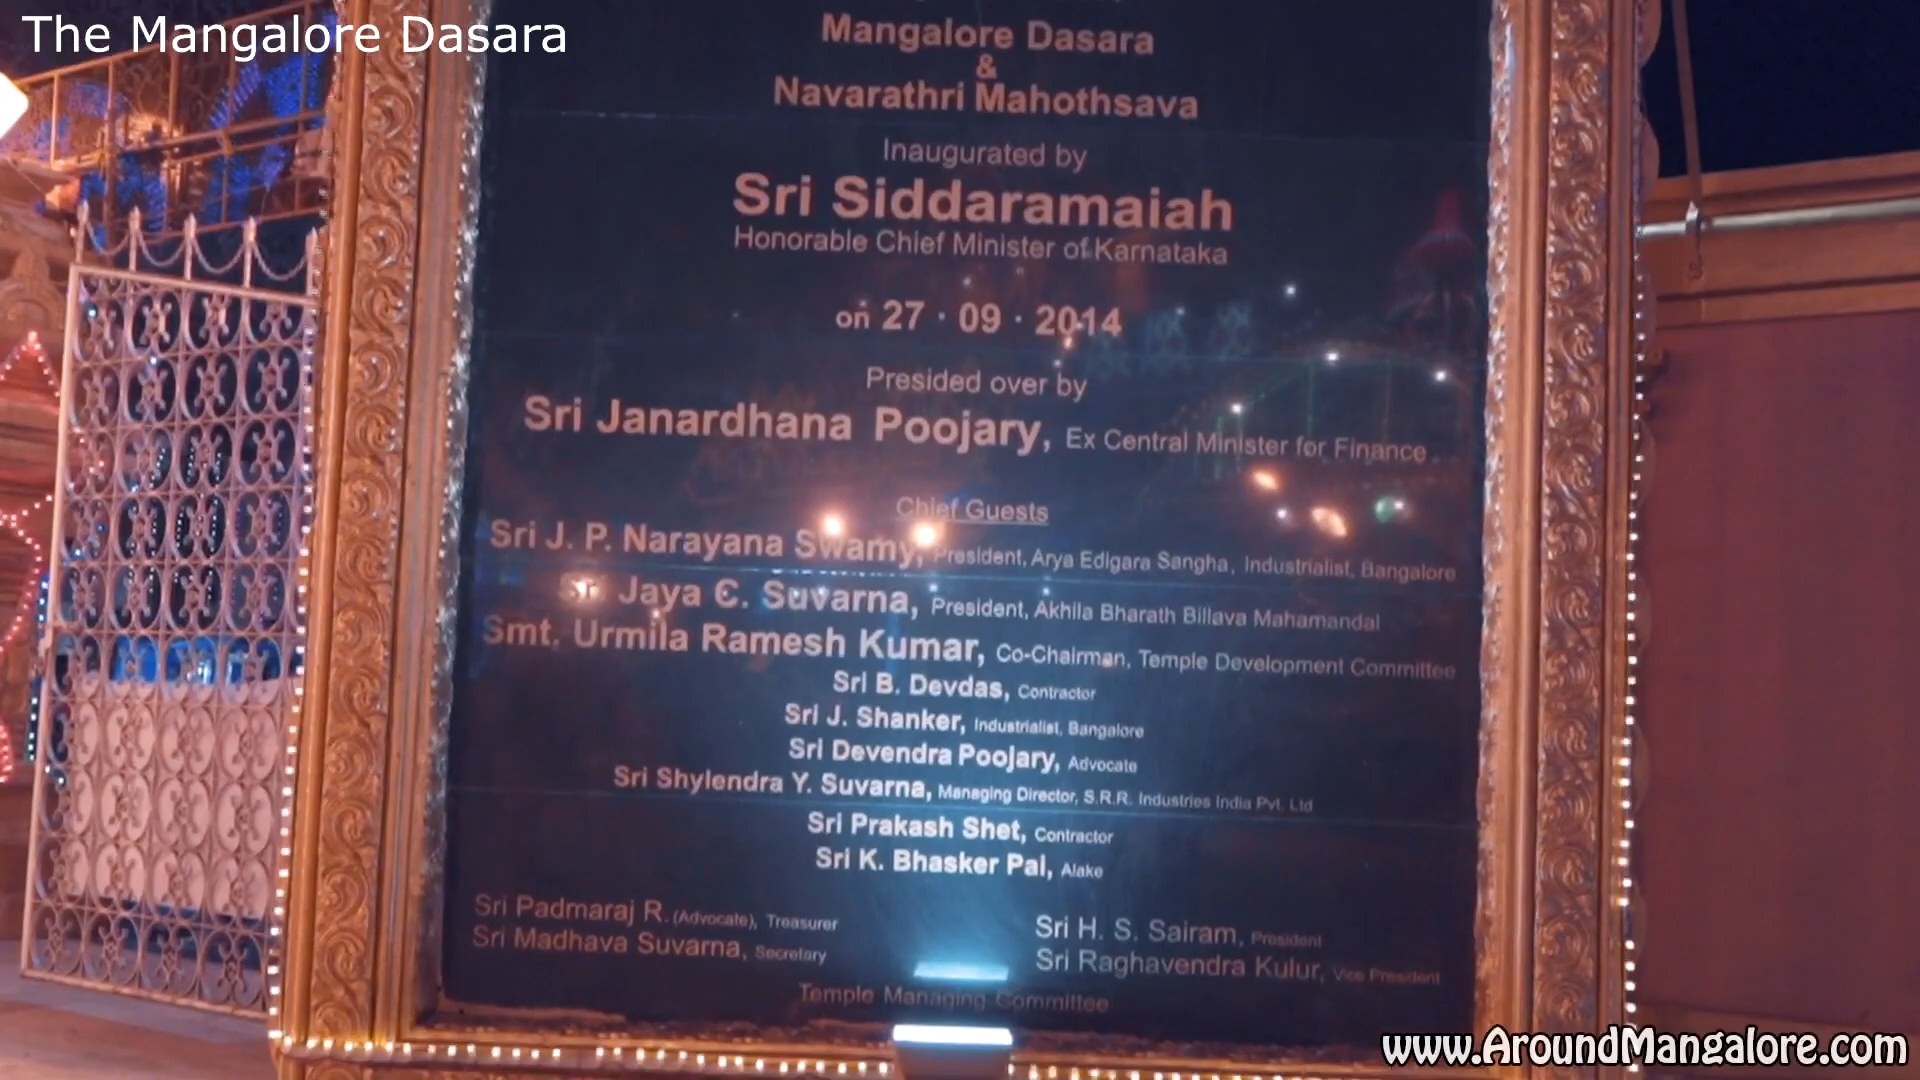 The Mangalore Dasara
Mangalore Dasara
&
Navarathri Mahothsava
Inaugurated by
Sri Siddaramaiah
Honorable Chief Minister of Karnataka
on 27 · 09 · 2014
Presided over by
Sri Janardhana Poojary, Ex Central Minister for Finance
Chief Guests
Sri J. P. Narayana Swamy, President, Arya Edigara Sangha, Industrialist, Bangalore
Sri Jaya C. Suvarna, President, Akhila Bharath Billava Mahamandal
Smt. Urmila Ramesh Kumar, Co-Chairman, Temple Development Committee
Sri B. Devdas, Contractor
Sri J. Shanker, Industrialist, Bangalore
Sri Devendra Poojary, Advocate
Sri Shylendra Y. Suvarna, Managing Director, S.R.R. Industries India Pvt. Ltd
Sri Prakash Shet, Contractor
Sri K. Bhasker Pai, Alake
Sri Padmaraj R. (Advocate), Treasurer
Sri Madhava Suvarna, Secretary
Sri H. S. Sairam, President
Sri Raghavendra Kulur, Vice President
Temple Managing Committee
www.AroundMangalore.com